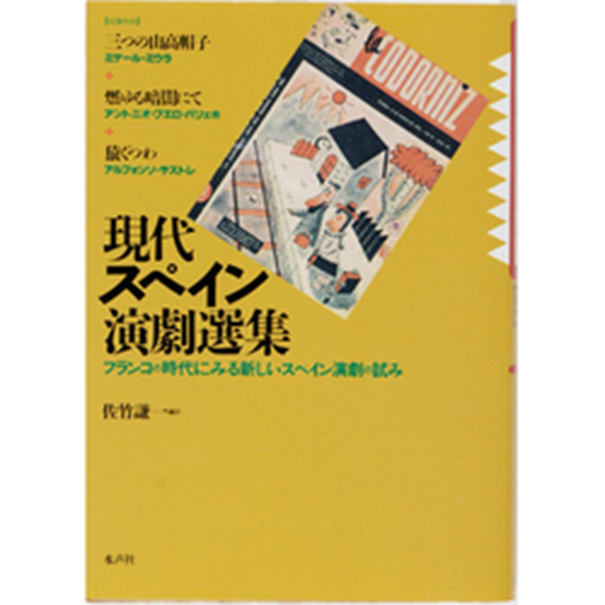 三つの山高帽子
ミゲール・ミウラ
燃ゆる暗闇にて
アントニオ・ブエロ・バリェホ
猿ぐつわ
アルフォンソ・サストレ
現代
スペイン
演劇選集
フランコの時代にみる新しいスペイン演劇の試み
佐竹謙一
水声社
la
CODORNIZ